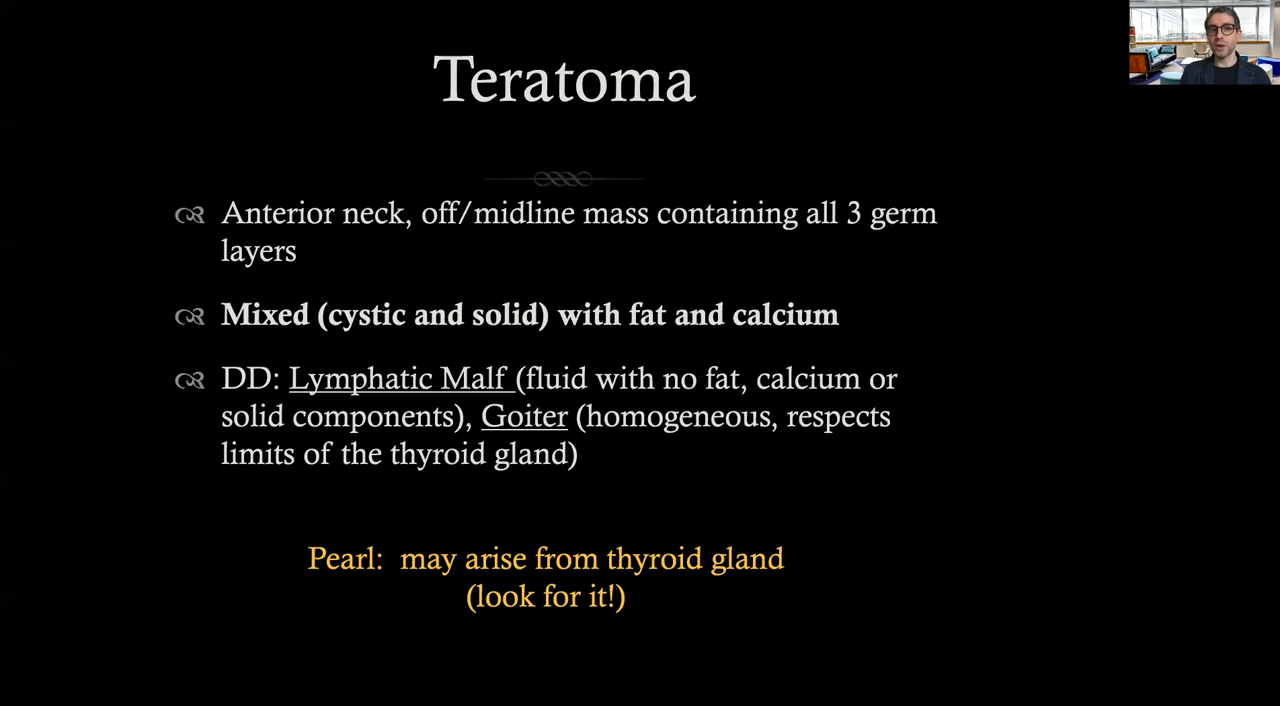 Teratoma
Anterior neck, off/midline mass containing all 3 germ
layers
Mixed (cystic and solid) with fat and calcium
DD: Lymphatic Malf (fluid with no fat, calcium or
solid components), Goiter (homogeneous, respects
limits of the thyroid gland)
Pearl: may arise from thyroid gland
(look for it!)